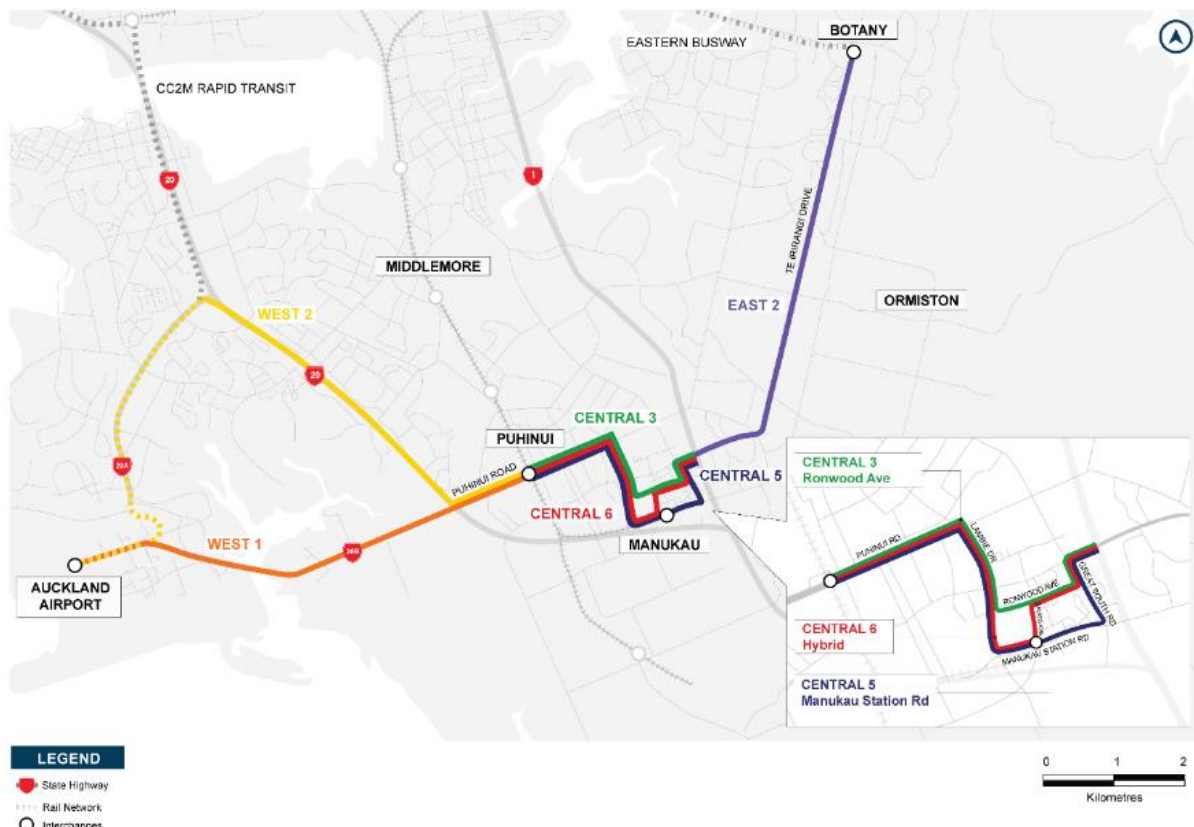 BOTANY
EASTERN BUSWAY
CC2M RAPID TRANSIT
20
1
MIDDLEMORE
TE IRIRANGI DRIVE
ORMISTON
WEST 2
EAST 2
20
CENTRAL 3
PUHINUI
PUHINUI ROAD
20A
CENTRAL 5
CENTRAL 6
MANUKAU
WEST 1
20B
AUCKLAND
AIRPORT
CENTRAL 3
Ronwood Ave
PUHINUI RD
LAMBIE DR
RONWOOD AVE
GREAT SOUTH RD
CENTRAL 6
Hybrid
MANUKAU STATION RD
CENTRAL 5
Manukau Station Rd
LEGEND
State Highway
Rail Network
Interchanges
0 1 2
Kilometres